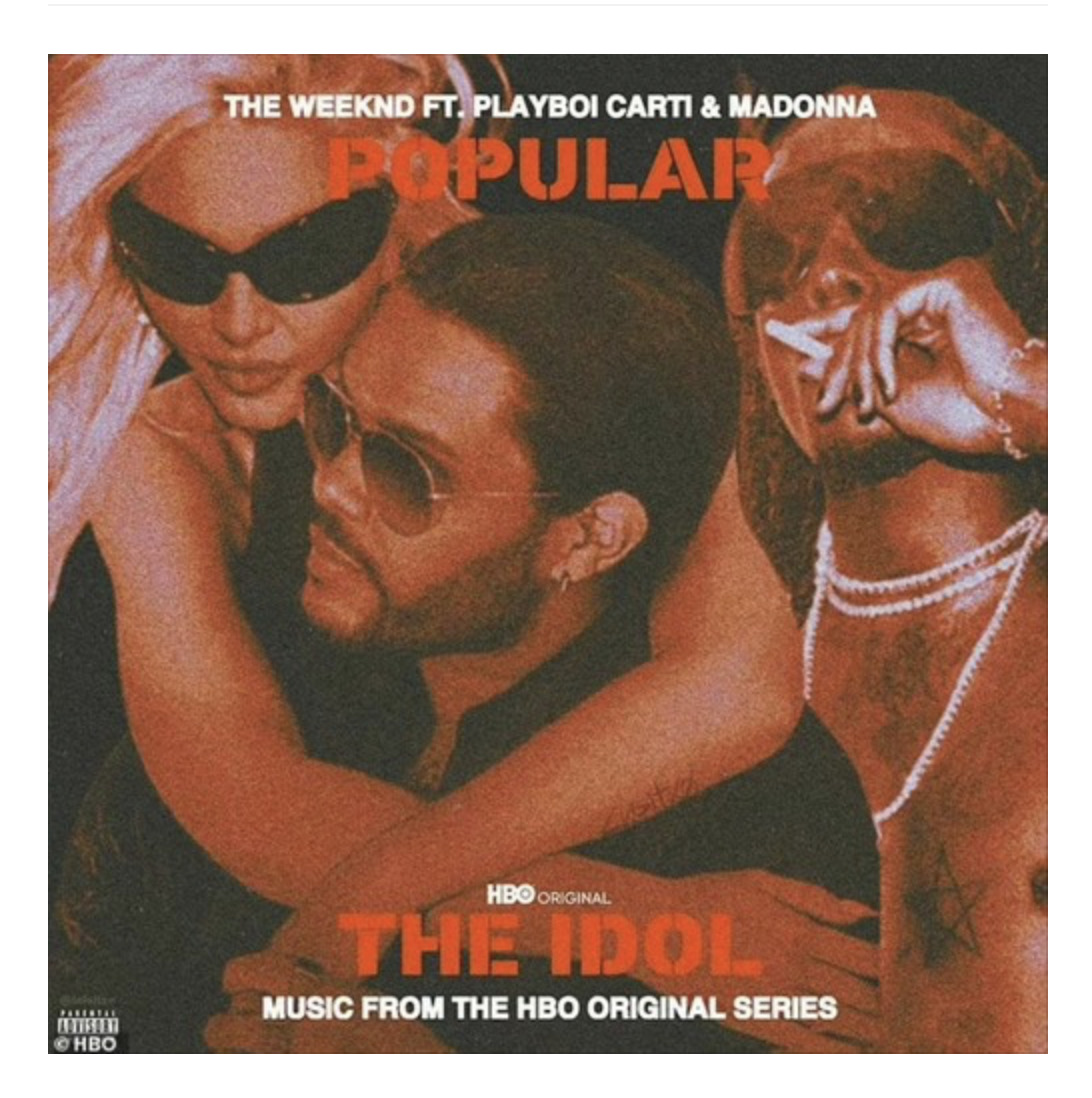 THE WEEKND FT. PLAYBOI CARTI & MADONNA
POPULAR
HBO ORIGINAL
THE IDOL
MUSIC FROM THE HBO ORIGINAL SERIES
PARENTAL
ADVISORY
© HBO